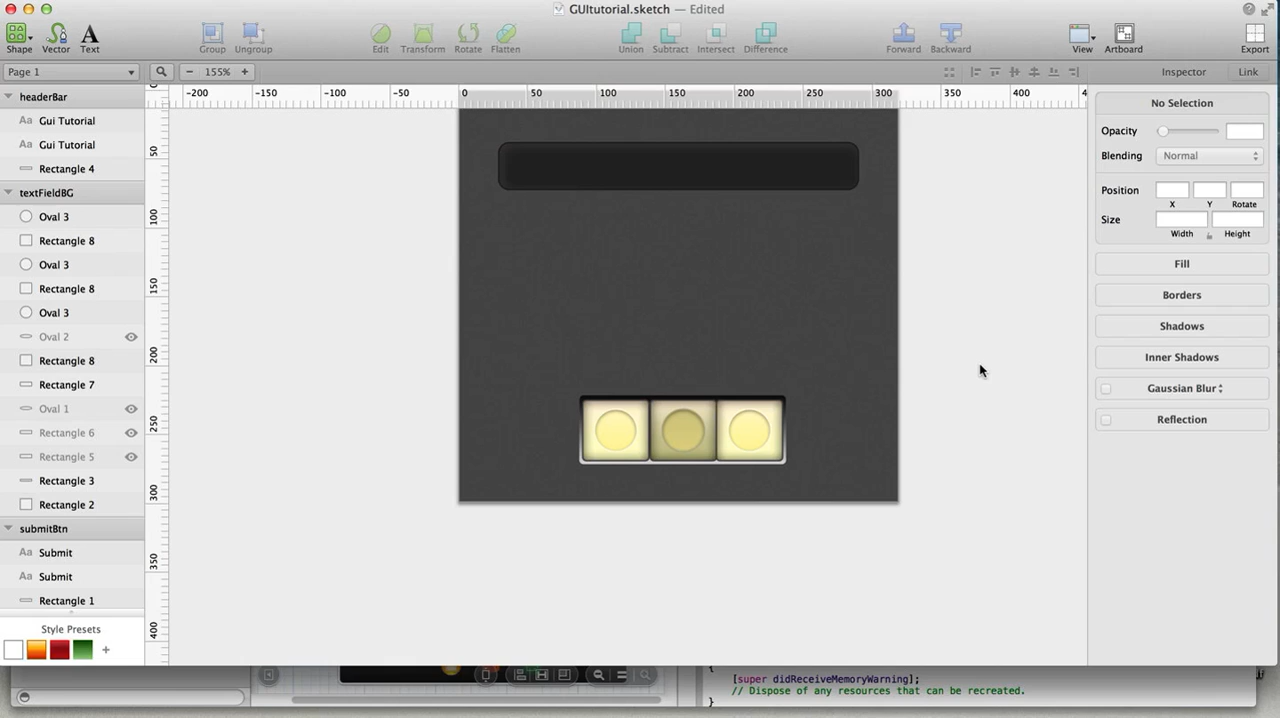 GUItutorial.sketch — Edited
Shape Vector Text Group Ungroup Edit Transform Rotate Flatten Union Subtract Intersect Difference Forward Backward View Artboard Export
Page 1 155% Inspector Link
-200 -150 -100 -50 0 50 100 150 200 250 300 350 400
headerBar
Aa Gui Tutorial
Aa Gui Tutorial
Rectangle 4
textFieldBG
Oval 3
Rectangle 8
Oval 3
Rectangle 8
Oval 3
Oval 2
Rectangle 8
Rectangle 7
Oval 1
Rectangle 6
Rectangle 5
Rectangle 3
Rectangle 2
submitBtn
Aa Submit
Aa Submit
Rectangle 1
Style Presets
50
100
150
200
250
300
350
400
No Selection
Opacity
Blending Normal
Position
X Y Rotate
Size
Width Height
Fill
Borders
Shadows
Inner Shadows
Gaussian Blur
Reflection
{
[super didReceiveMemoryWarning];
// Dispose of any resources that can be recreated.
}